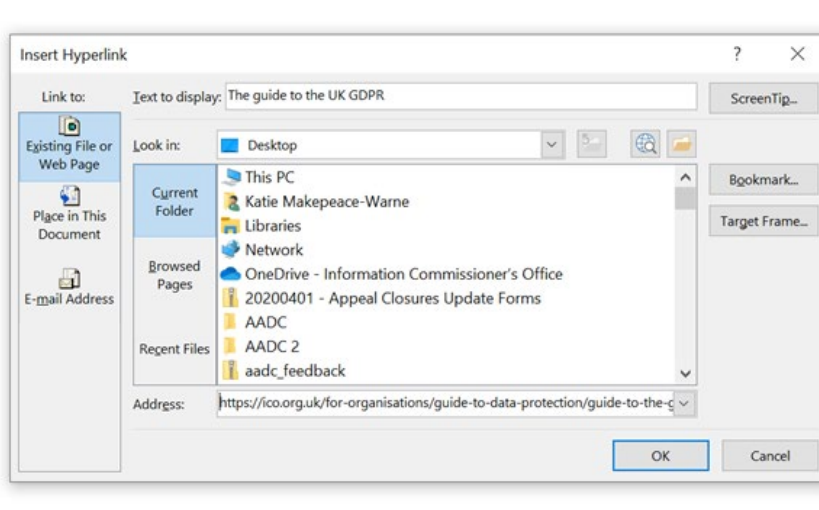 Insert Hyperlink
?
Link to:
Text to display:
The guide to the UK GDPR
ScreenTip...
Existing File or
Web Page
Look in:
Desktop
Place in This
Document
E-mail Address
Current
Folder
Browsed
Pages
Recent Files
This PC
Katie Makepeace-Warne
Libraries
Network
OneDrive - Information Commissioner's Office
20200401 - Appeal Closures Update Forms
AADC
AADC 2
aadc_feedback
Bookmark...
Target Frame...
Address:
https://ico.org.uk/for-organisations/guide-to-data-protection/guide-to-the-g
OK
Cancel